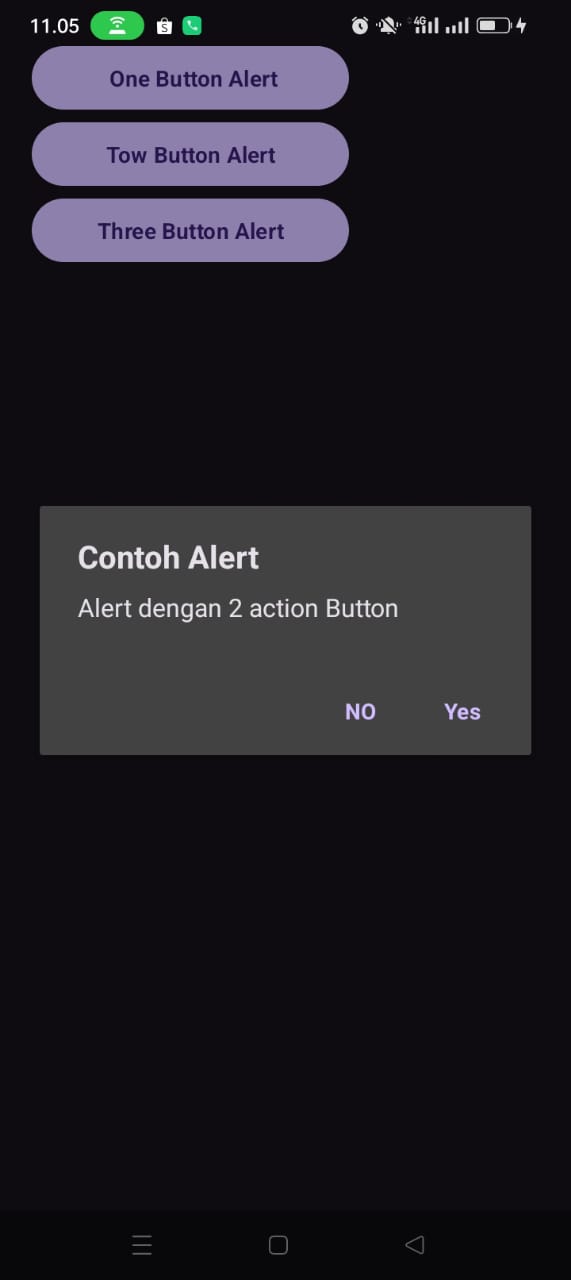 11.05
4G
One Button Alert
Tow Button Alert
Three Button Alert
Contoh Alert
Alert dengan 2 action Button
NO Yes